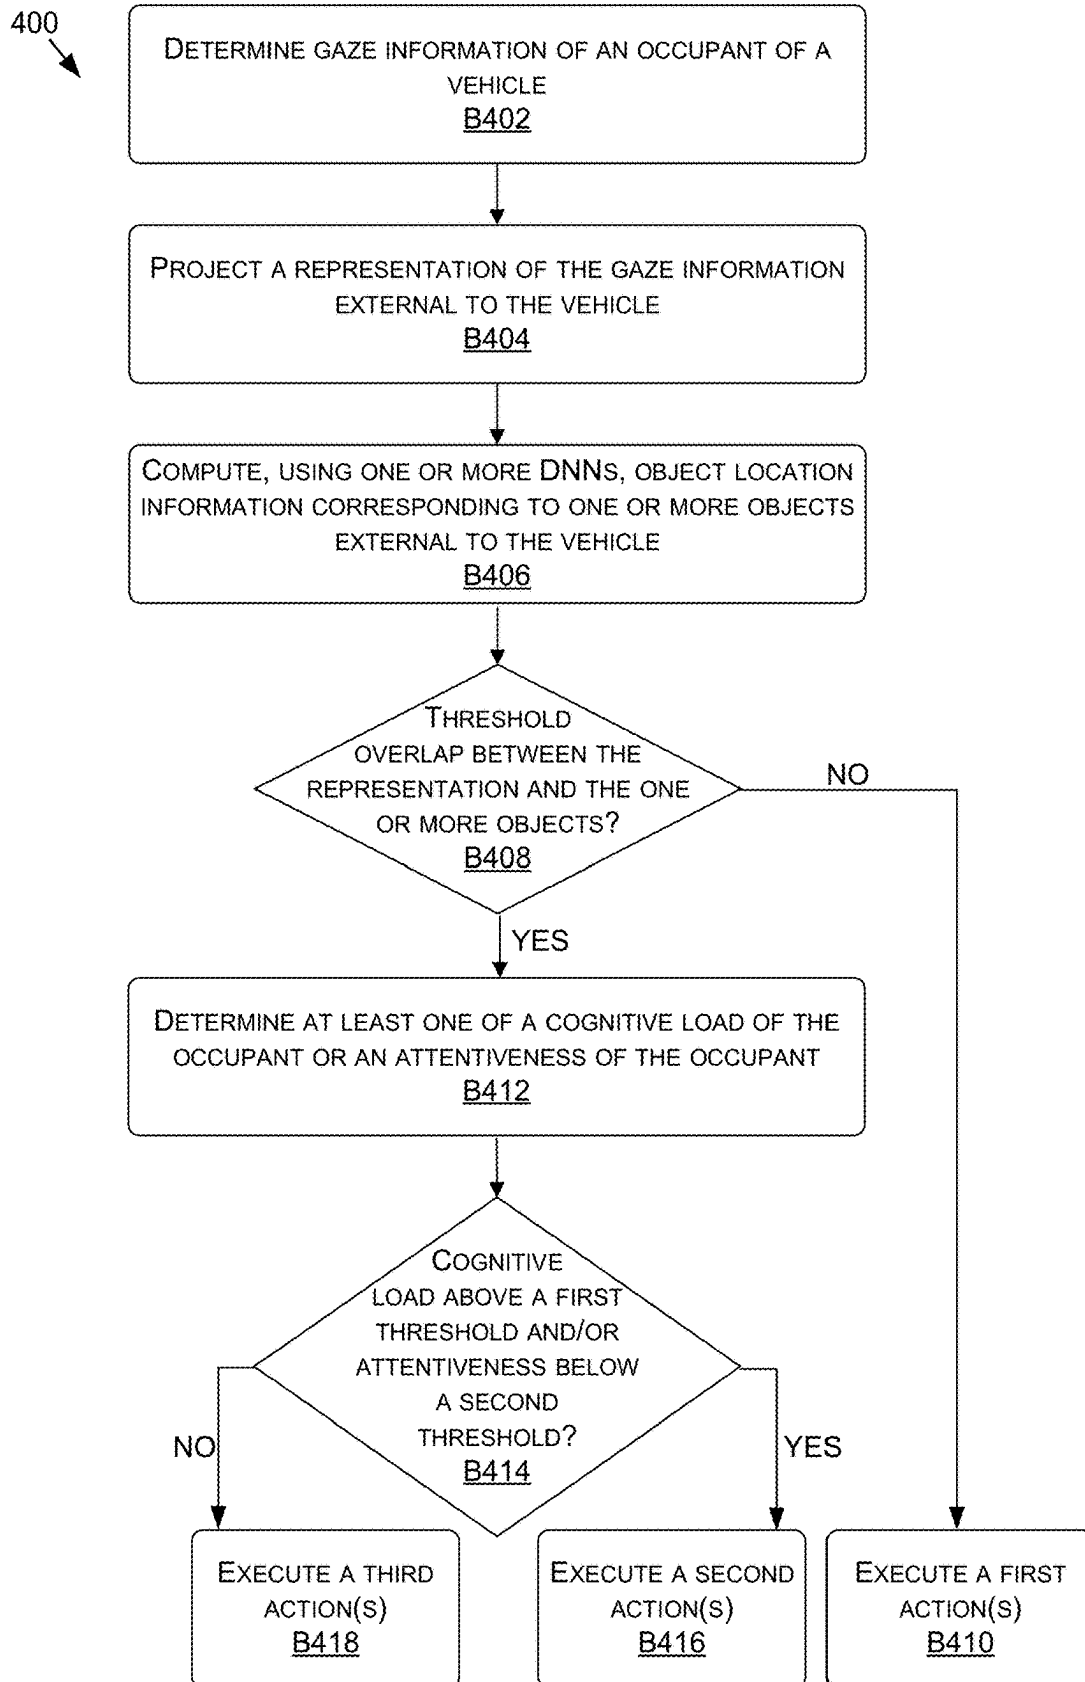 400
DETERMINE GAZE INFORMATION OF AN OCCUPANT OF A
VEHICLE
B402
PROJECT A REPRESENTATION OF THE GAZE INFORMATION
EXTERNAL TO THE VEHICLE
B404
COMPUTE, USING ONE OR MORE DNNS, OBJECT LOCATION
INFORMATION CORRESPONDING TO ONE OR MORE OBJECTS
EXTERNAL TO THE VEHICLE
B406
THRESHOLD
OVERLAP BETWEEN THE
REPRESENTATION AND THE ONE
OR MORE OBJECTS?
B408
NO
YES
DETERMINE AT LEAST ONE OF A COGNITIVE LOAD OF THE
OCCUPANT OR AN ATTENTIVENESS OF THE OCCUPANT
B412
COGNITIVE
LOAD ABOVE A FIRST
THRESHOLD AND/OR
ATTENTIVENESS BELOW
A SECOND
THRESHOLD?
B414
NO
YES
EXECUTE A THIRD
ACTION(S)
B418
EXECUTE A SECOND
ACTION(S)
B416
EXECUTE A FIRST
ACTION(S)
B410